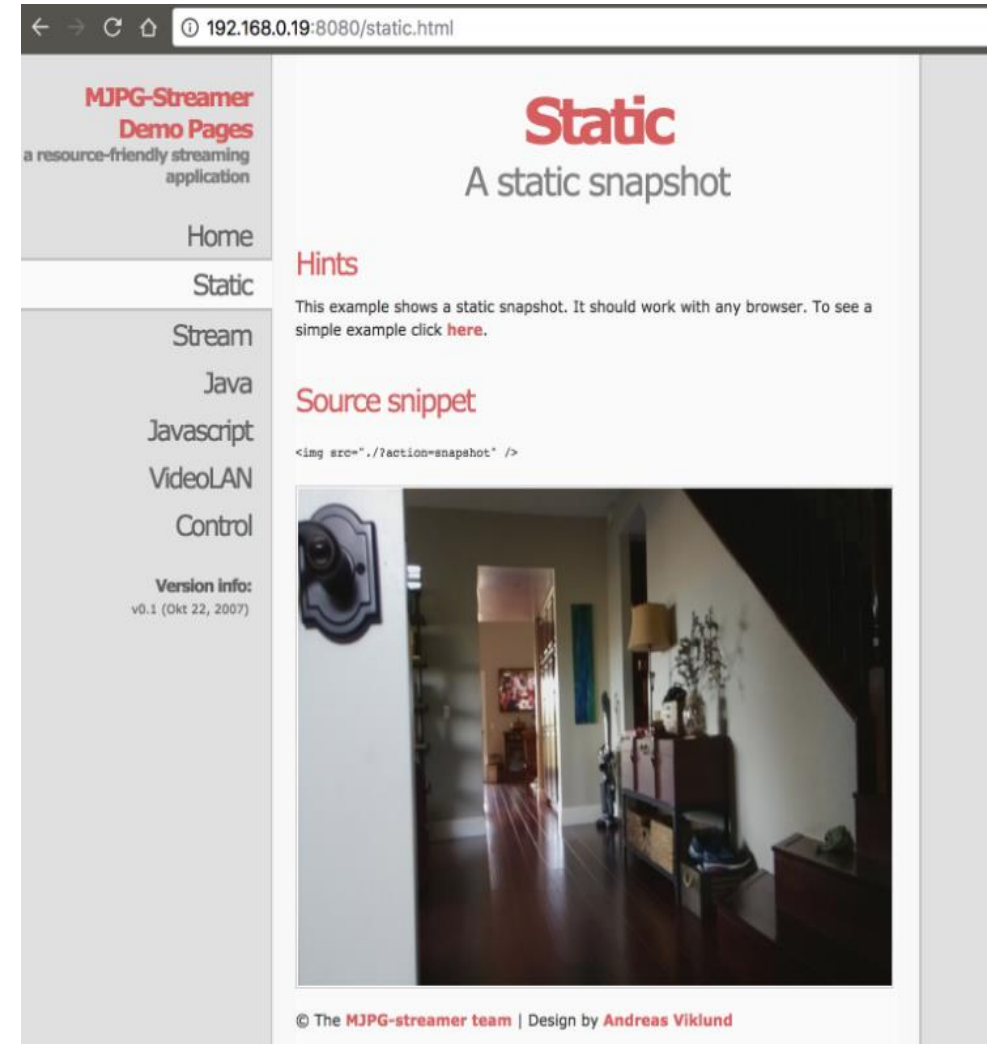 192.168.0.19:8080/static.html
MJPG-Streamer
Demo Pages
a resource-friendly streaming
application
Home
Static
Stream
Java
Javascript
VideoLAN
Control
Version info:
v0.1 (Okt 22, 2007)
Static
A static snapshot
Hints
This example shows a static snapshot. It should work with any browser. To see a
simple example click here.
Source snippet
<img src="./?action=snapshot" />
© The MJPG-streamer team | Design by Andreas Viklund